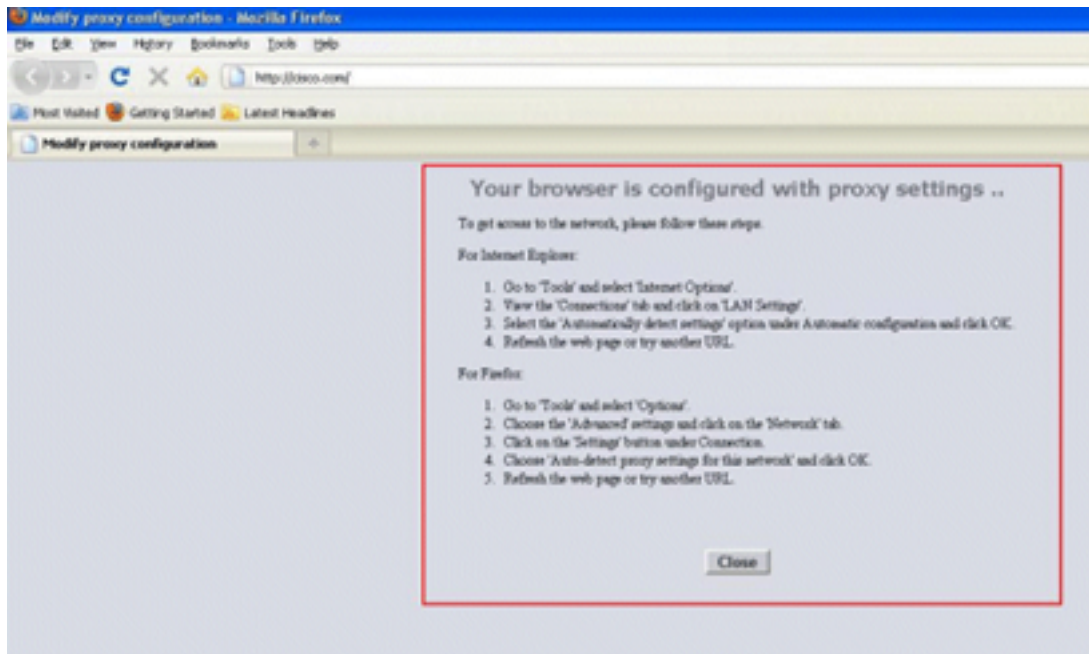 Modify proxy configuration - Mozilla Firefox
File Edit View History Bookmarks Tools Help
http://cisco.com/
Most Visited Getting Started Latest Headlines
Modify proxy configuration
Your browser is configured with proxy settings ..
To get access to the network, please follow these steps.
For Internet Explorer:
1. Go to 'Tools' and select 'Internet Options'.
2. View the 'Connections' tab and click on 'LAN Settings'.
3. Select the 'Automatically detect settings' option under Automatic configuration and click OK.
4. Refresh the web page or try another URL.
For Firefox:
1. Go to 'Tools' and select 'Options'.
2. Choose the 'Advanced' settings and click on the 'Network' tab.
3. Click on the 'Settings' button under Connection.
4. Choose 'Auto-detect proxy settings for this network' and click OK.
5. Refresh the web page or try another URL.
Close